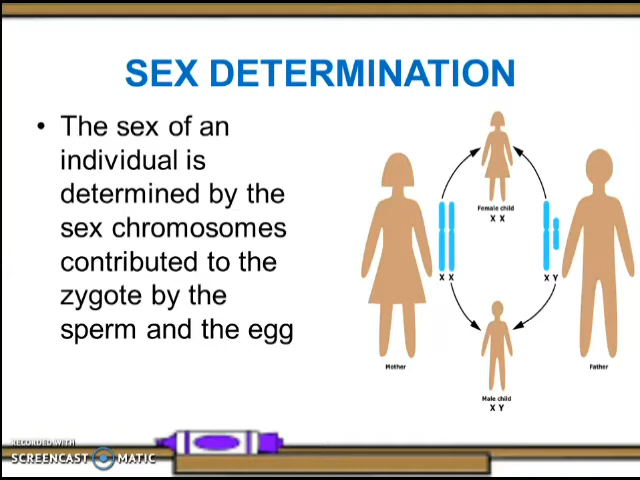 SEX DETERMINATION
• The sex of an
individual is
determined by the
sex chromosomes
contributed to the
zygote by the
sperm and the egg
Female child
X X
X X
X Y
Mother
Father
Male child
X Y
RECORDED WITH
SCREENCAST MATIC